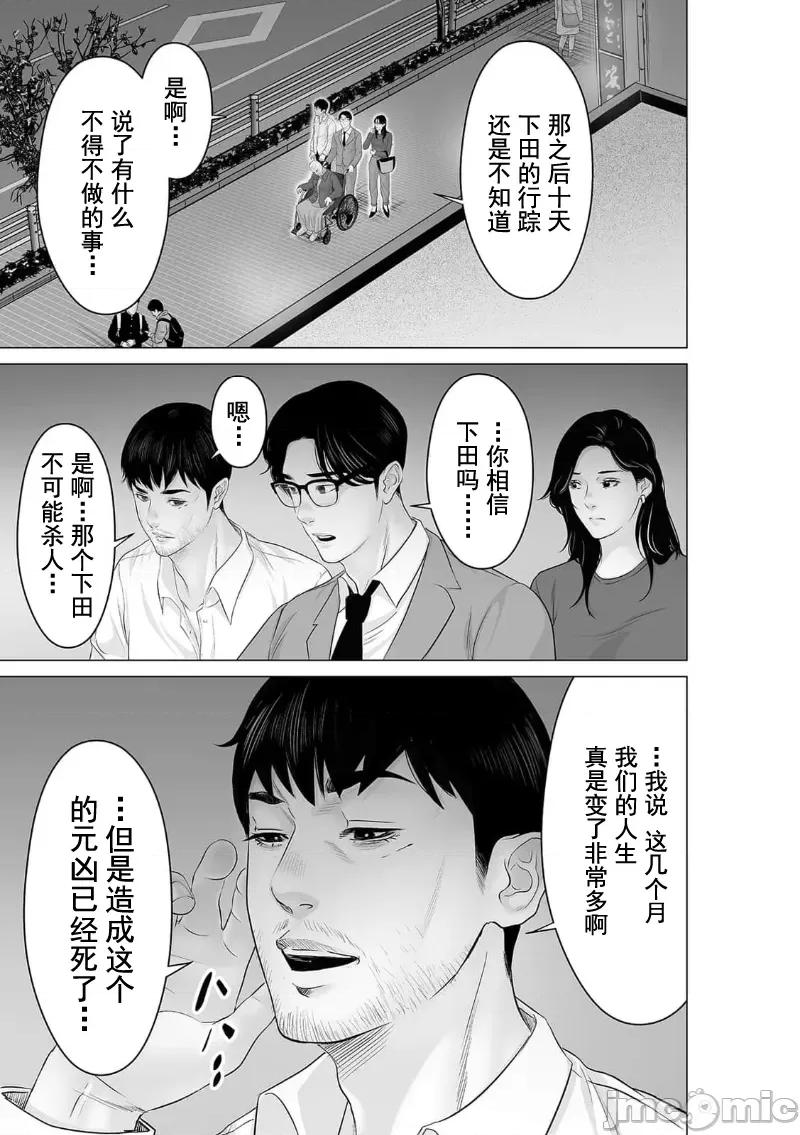 那之后十天
下田的行踪
还是不知道
是啊…
说了有什么
不得不做的事…
…你相信
下田吗……
嗯…
是啊…那个下田
不可能杀人…
…我说 这几个月
我们的人生
真是变了非常多啊
…但是造成这个
的元凶已经死了…
jmcomic